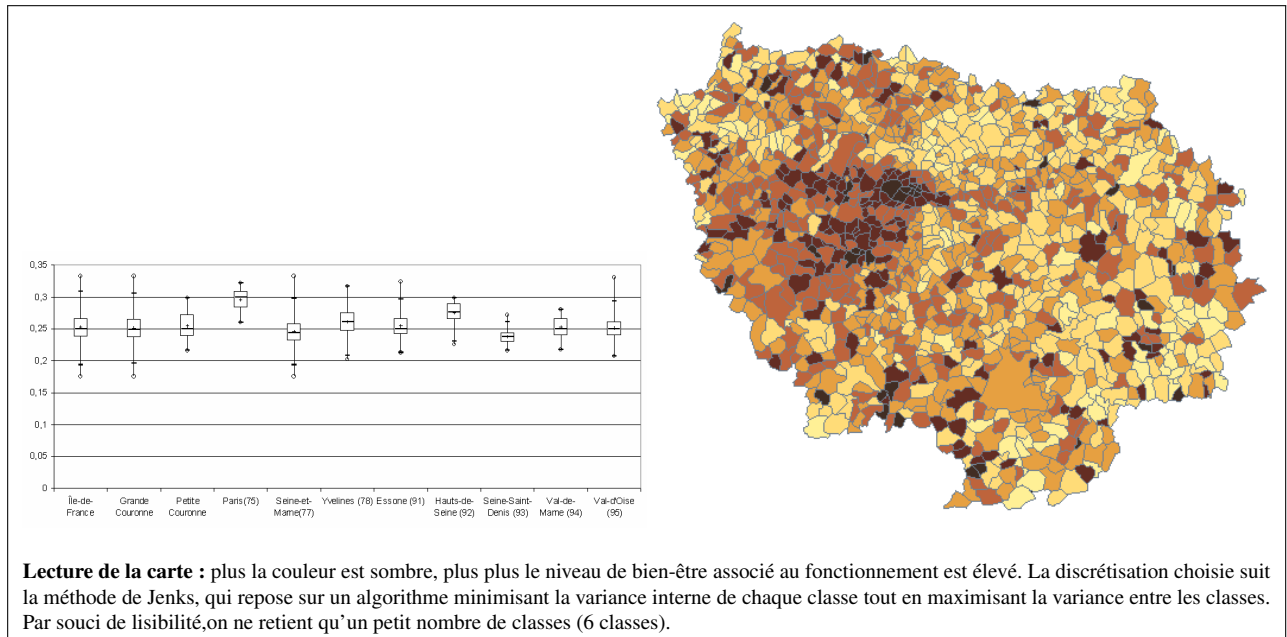 0,35
0,3
0,25
0,2
0,15
0,1
0,05
0
Île-de-France
Grande Couronne
Petite Couronne
Paris(75)
Seine-et-Marne(77)
Yvelines (78)
Essone (91)
Hauts-de-Seine (92)
Seine-Saint-Denis (93)
Val-de-Marne (94)
Val-d'Oise (95)
Lecture de la carte : plus la couleur est sombre, plus plus le niveau de bien-être associé au fonctionnement est élevé. La discrétisation choisie suit
la méthode de Jenks, qui repose sur un algorithme minimisant la variance interne de chaque classe tout en maximisant la variance entre les classes.
Par souci de lisibilité,on ne retient qu'un petit nombre de classes (6 classes).